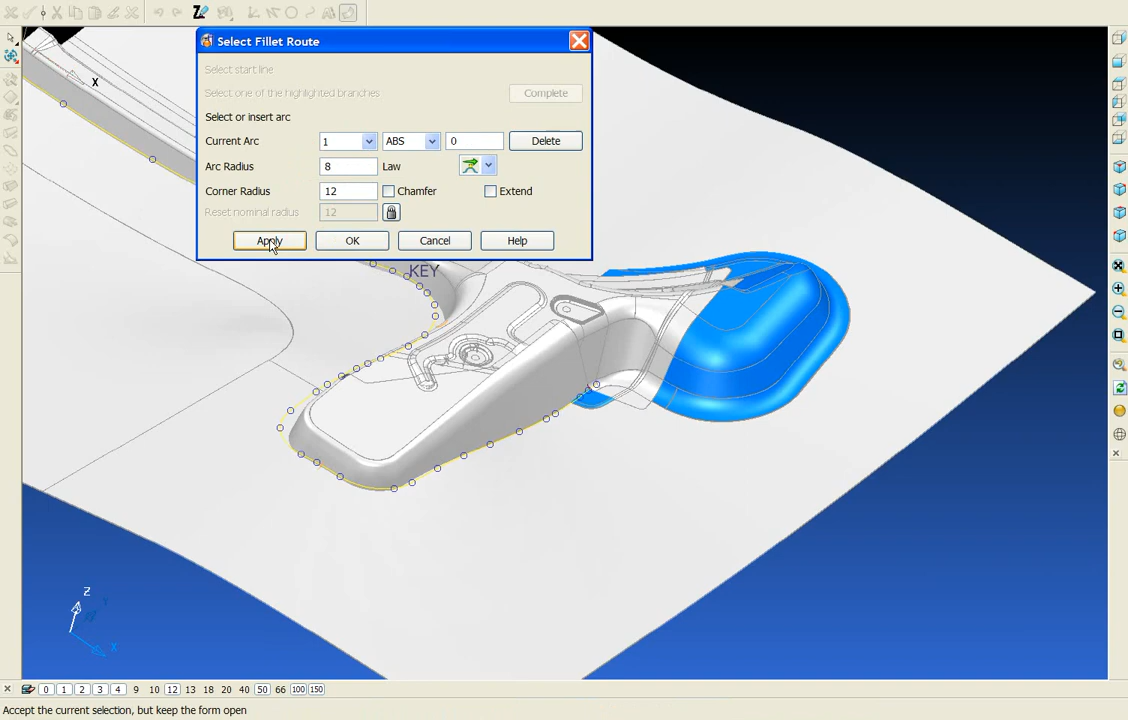 Select Fillet Route
Select start line
Select one of the highlighted branches Complete
Select or insert arc
Current Arc 1 ABS 0 Delete
Arc Radius 8 Law
Corner Radius 12 Chamfer Extend
Reset nominal radius 12
Apply OK Cancel Help
X
KEY
Z
Y
X
0 1 2 3 4 9 10 12 13 18 20 40 50 66 100 150
Accept the current selection, but keep the form open